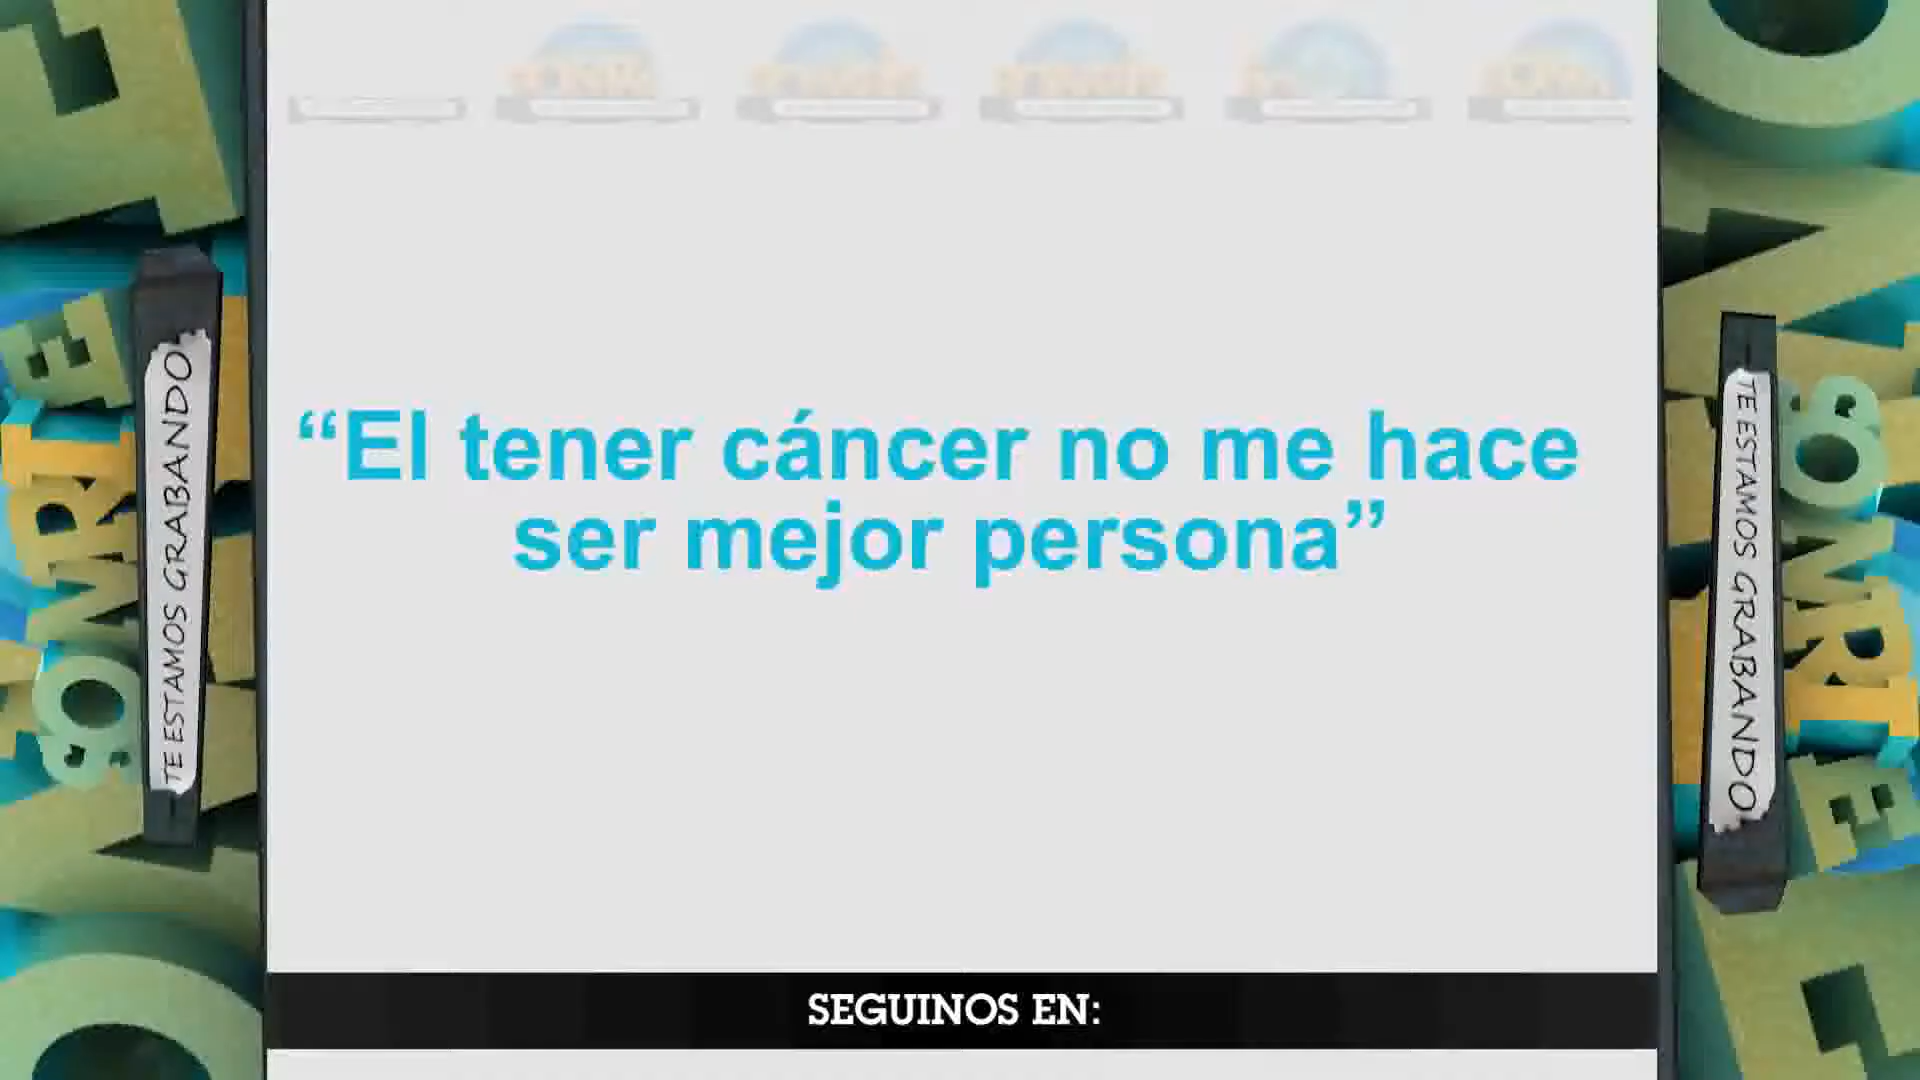 “El tener cáncer no me hace
ser mejor persona”
SEGUINOS EN:
TE ESTAMOS GRABANDO
TE ESTAMOS GRABANDO